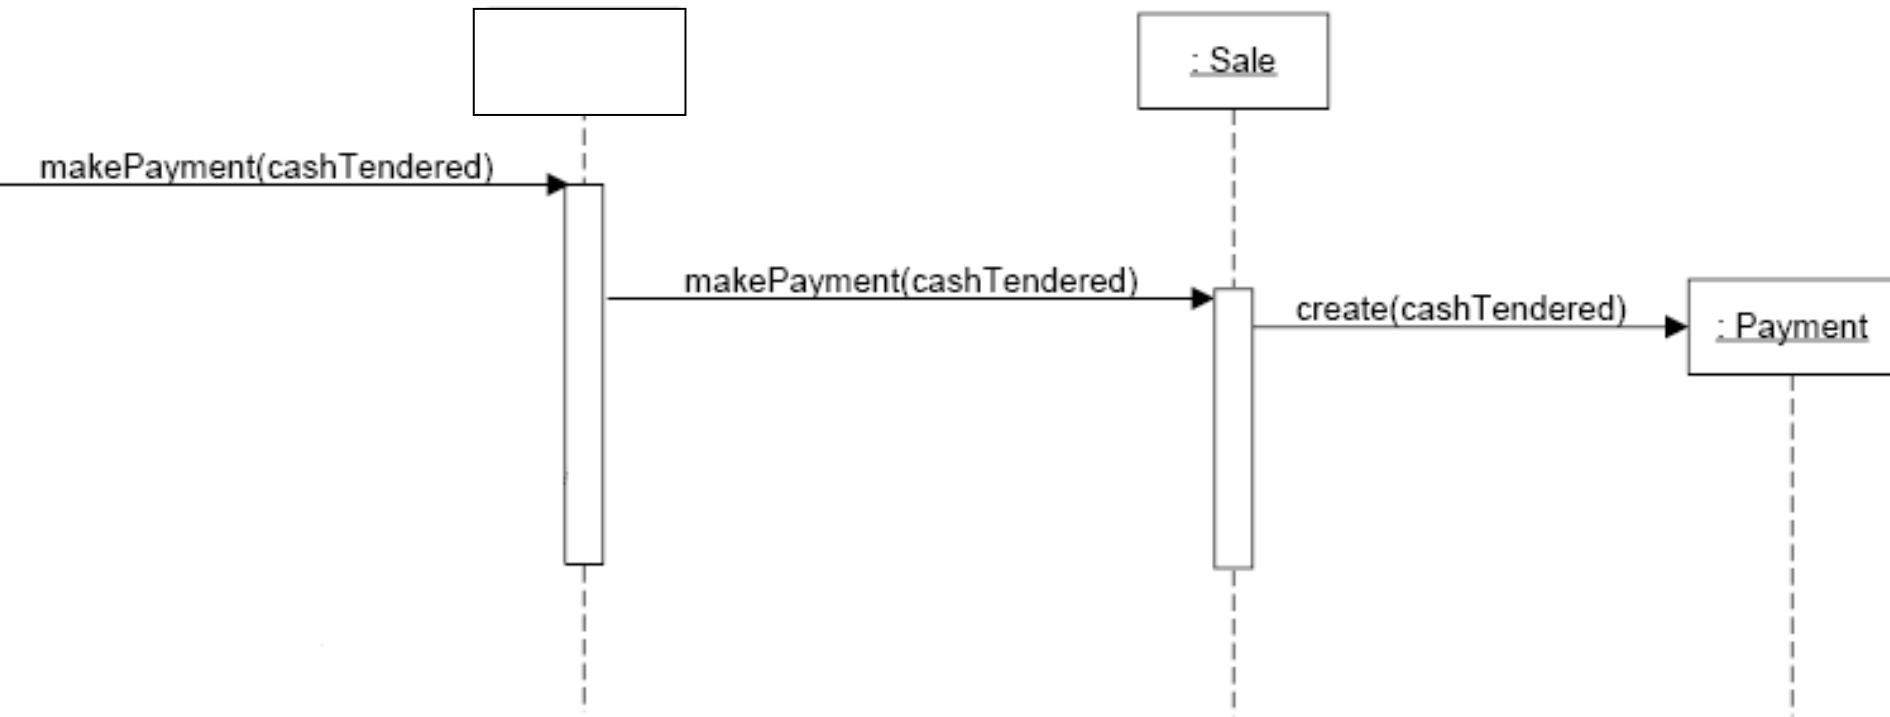 : Sale
makePayment(cashTendered)
makePayment(cashTendered)
create(cashTendered)
: Payment